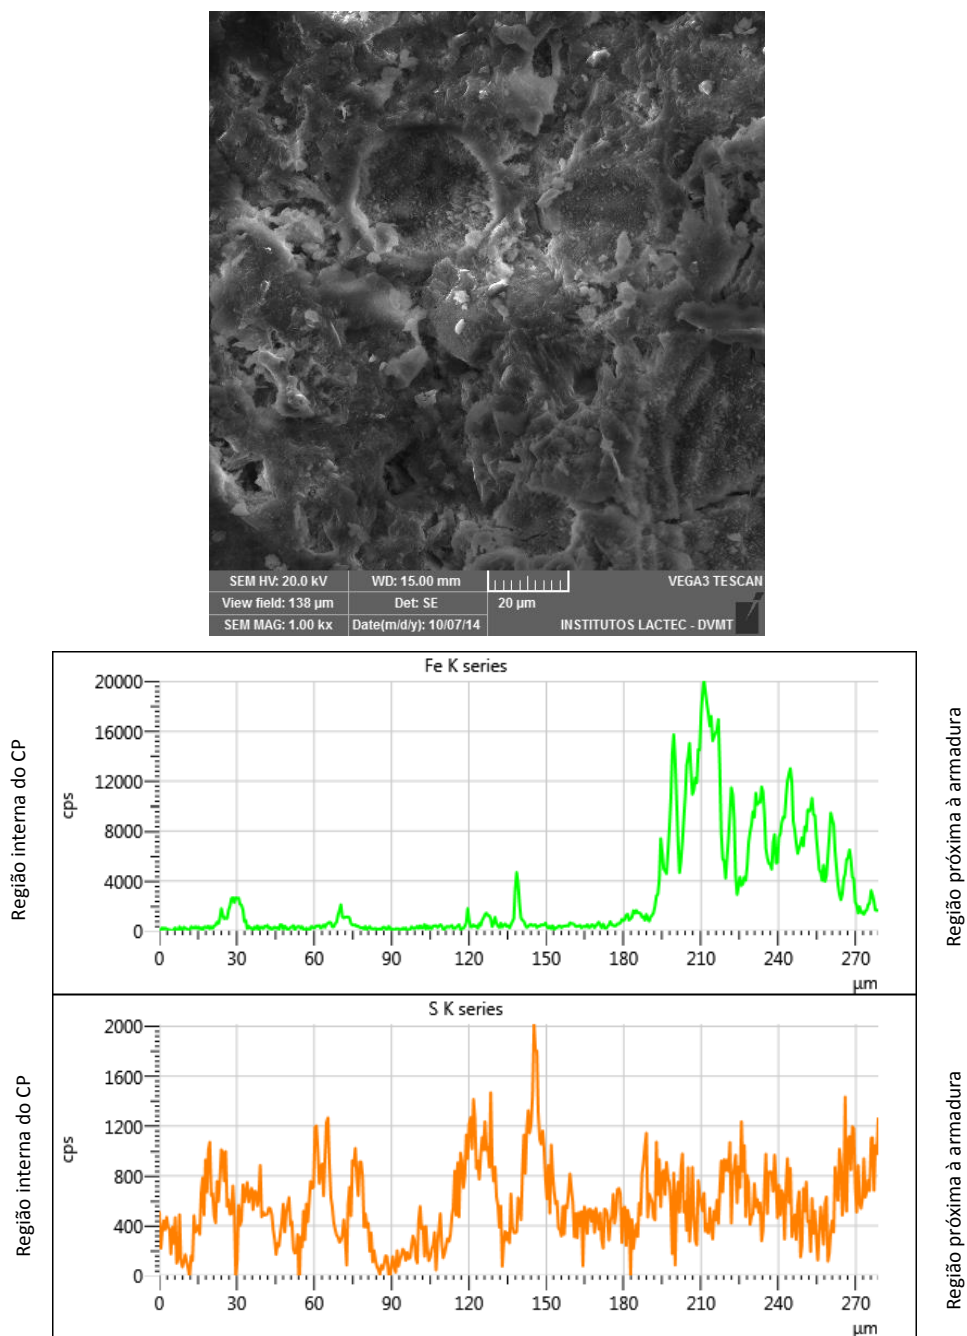 SEM HV: 20.0 kV WD: 15.00 mm VEGA3 TESCAN
View field: 138 µm Det: SE 20 µm
SEM MAG: 1.00 kx Date(m/d/y): 10/07/14 INSTITUTOS LACTEC - DVMT
Fe K series
Região interna do CP
cps
20000
16000
12000
8000
4000
0
0 30 60 90 120 150 180 210 240 270
µm
Região próxima à armadura
S K series
Região interna do CP
cps
2000
1600
1200
800
400
0
0 30 60 90 120 150 180 210 240 270
µm
Região próxima à armadura